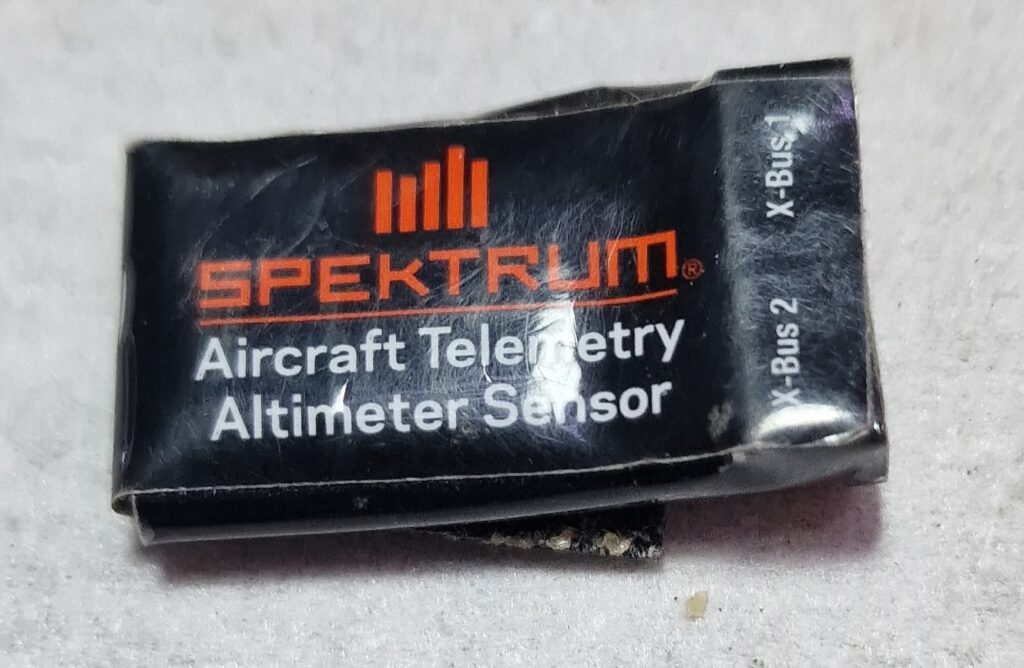 SPEKTRUM®
Aircraft Telemetry
Altimeter Sensor
X-Bus 1
X-Bus 2